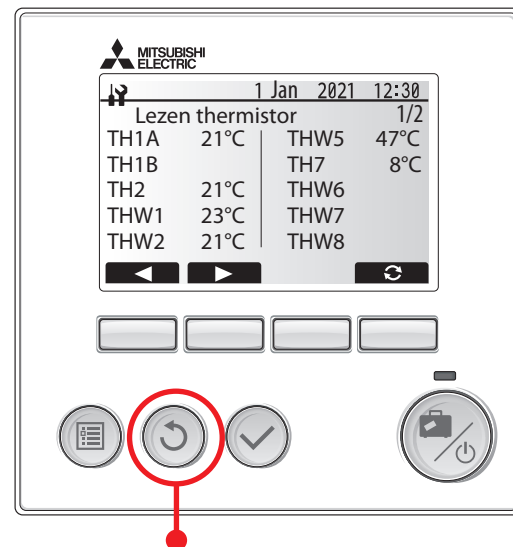 MITSUBISHI
ELECTRIC
1 Jan 2021 12:30
Lezen thermistor 1/2
TH1A 21°C THW5 47°C
TH1B TH7 8°C
TH2 21°C THW6
THW1 23°C THW7
THW2 21°C THW8